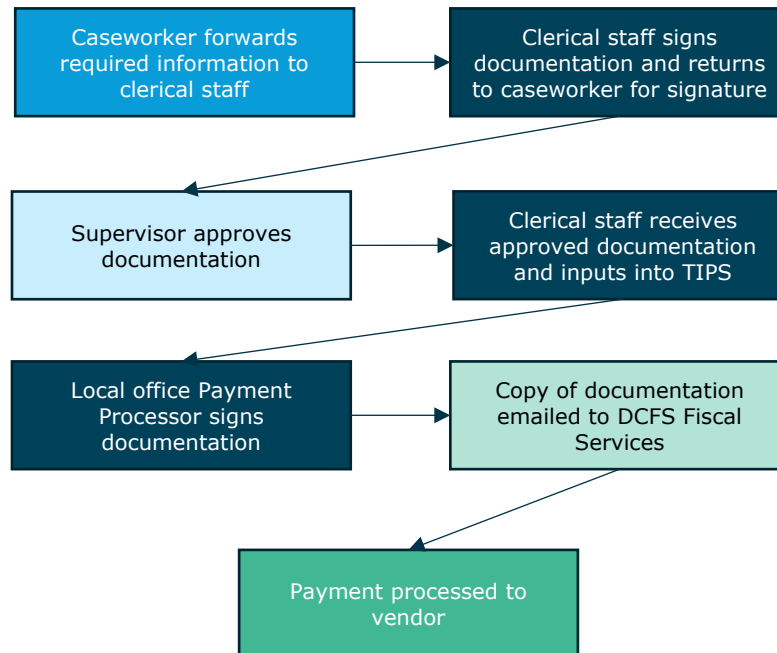 Caseworker forwards
required information to
clerical staff
Clerical staff signs
documentation and returns
to caseworker for signature
Supervisor approves
documentation
Clerical staff receives
approved documentation
and inputs into TIPS
Local office Payment
Processor signs
documentation
Copy of documentation
emailed to DCFS Fiscal
Services
Payment processed to
vendor